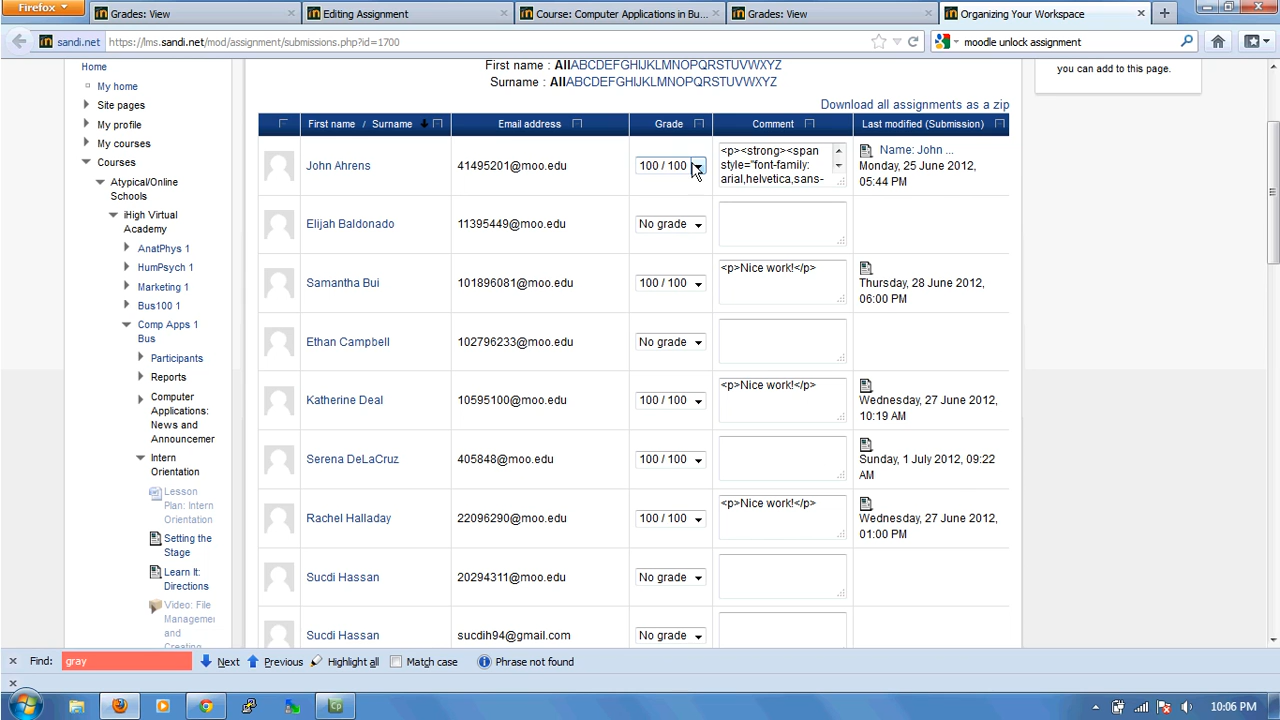 Firefox
Grades: View
Editing Assignment
Course: Computer Applications in Bu...
Grades: View
Organizing Your Workspace
sandi.net
https://lms.sandi.net/mod/assignment/submissions.php?id=1700
moodle unlock assignment
Home
My home
Site pages
My profile
My courses
Courses
Atypical/Online
Schools
iHigh Virtual
Academy
AnatPhys 1
HumPsych 1
Marketing 1
Bus100 1
Comp Apps 1
Bus
Participants
Reports
Computer
Applications:
News and
Announcemer
Intern
Orientation
Lesson
Plan: Intern
Orientation
Setting the
Stage
Learn It:
Directions
Video: File
Manageme
and
Creating
First name : AllABCDEFGHIJKLMNOPQRSTUVWXYZ
Surname : AllABCDEFGHIJKLMNOPQRSTUVWXYZ
you can add to this page.
Download all assignments as a zip
First name / Surname Email address Grade Comment Last modified (Submission)
John Ahrens 41495201@moo.edu 100 / 100
<p><strong><span
style="font-family:
arial,helvetica,sans-
Name: John ...
Monday, 25 June 2012,
05:44 PM
Elijah Baldonado 11395449@moo.edu No grade
Samantha Bui 101896081@moo.edu 100 / 100
<p>Nice work!</p>
Thursday, 28 June 2012,
06:00 PM
Ethan Campbell 102796233@moo.edu No grade
Katherine Deal 10595100@moo.edu 100 / 100
<p>Nice work!</p>
Wednesday, 27 June 2012,
10:19 AM
Serena DeLaCruz 405848@moo.edu 100 / 100
Sunday, 1 July 2012, 09:22
AM
Rachel Halladay 22096290@moo.edu 100 / 100
<p>Nice work!</p>
Wednesday, 27 June 2012,
01:00 PM
Sucdi Hassan 20294311@moo.edu No grade
Sucdi Hassan sucdih94@gmail.com No grade
Find: gray Next Previous Highlight all Match case Phrase not found
Cp
10:06 PM